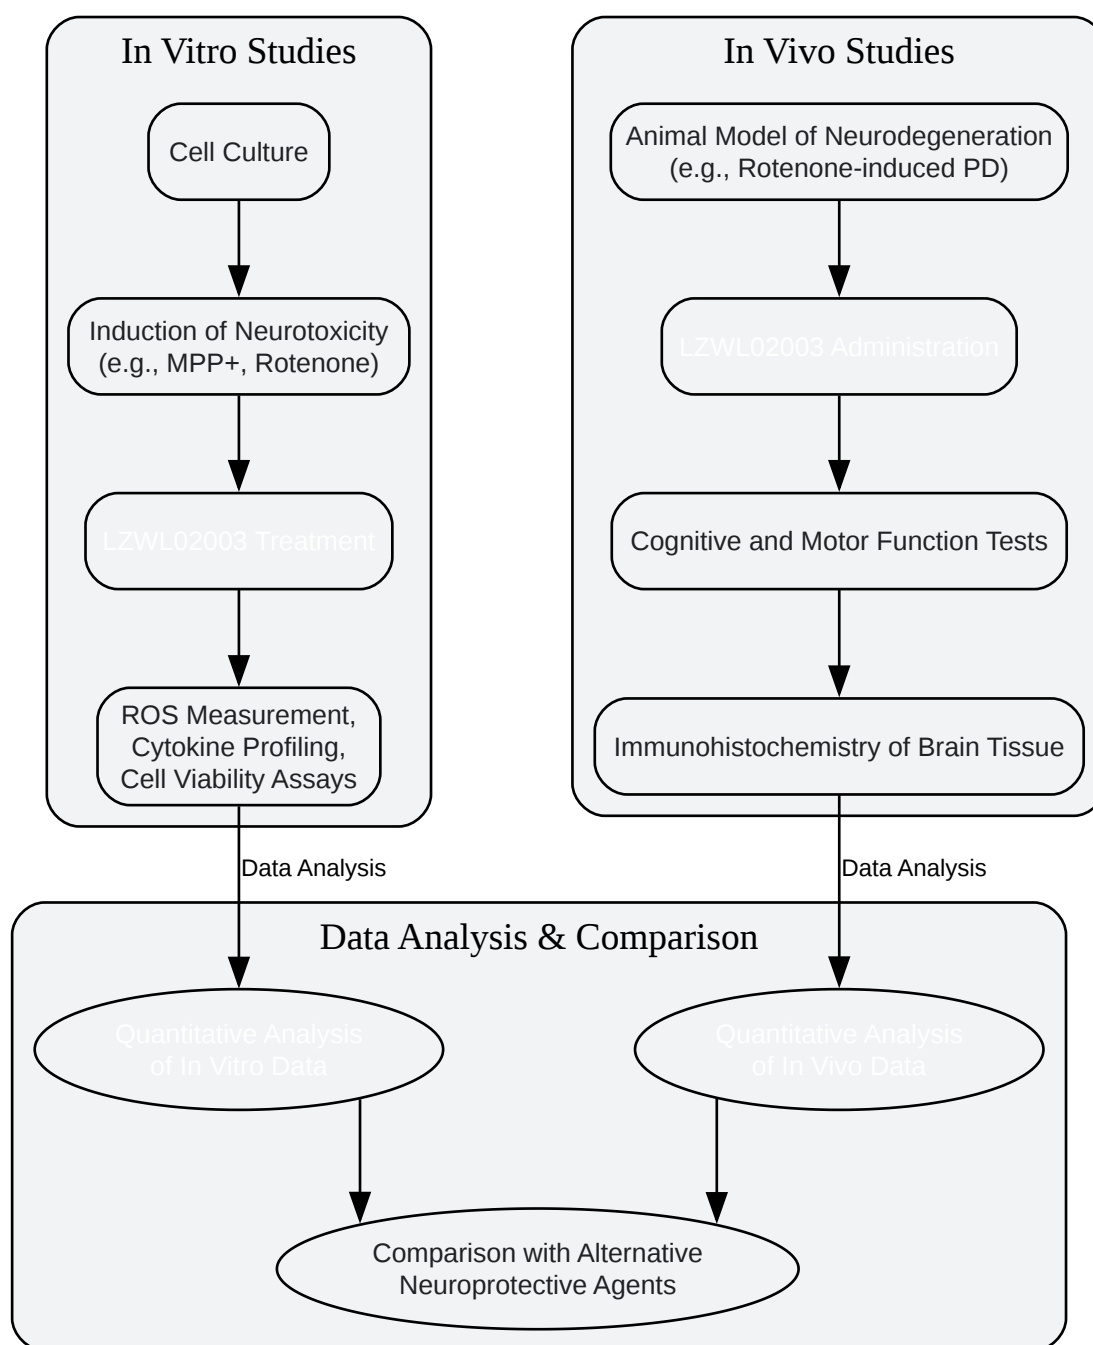 In Vitro Studies
Cell Culture
Induction of Neurotoxicity
(e.g., MPP+, Rotenone)
LZWL02003 Treatment
ROS Measurement,
Cytokine Profiling,
Cell Viability Assays
Data Analysis
In Vivo Studies
Animal Model of Neurodegeneration
(e.g., Rotenone-induced PD)
LZWL02003 Administration
Cognitive and Motor Function Tests
Immunohistochemistry of Brain Tissue
Data Analysis
Data Analysis & Comparison
Quantitative Analysis
of In Vitro Data
Quantitative Analysis
of In Vivo Data
Comparison with Alternative
Neuroprotective Agents